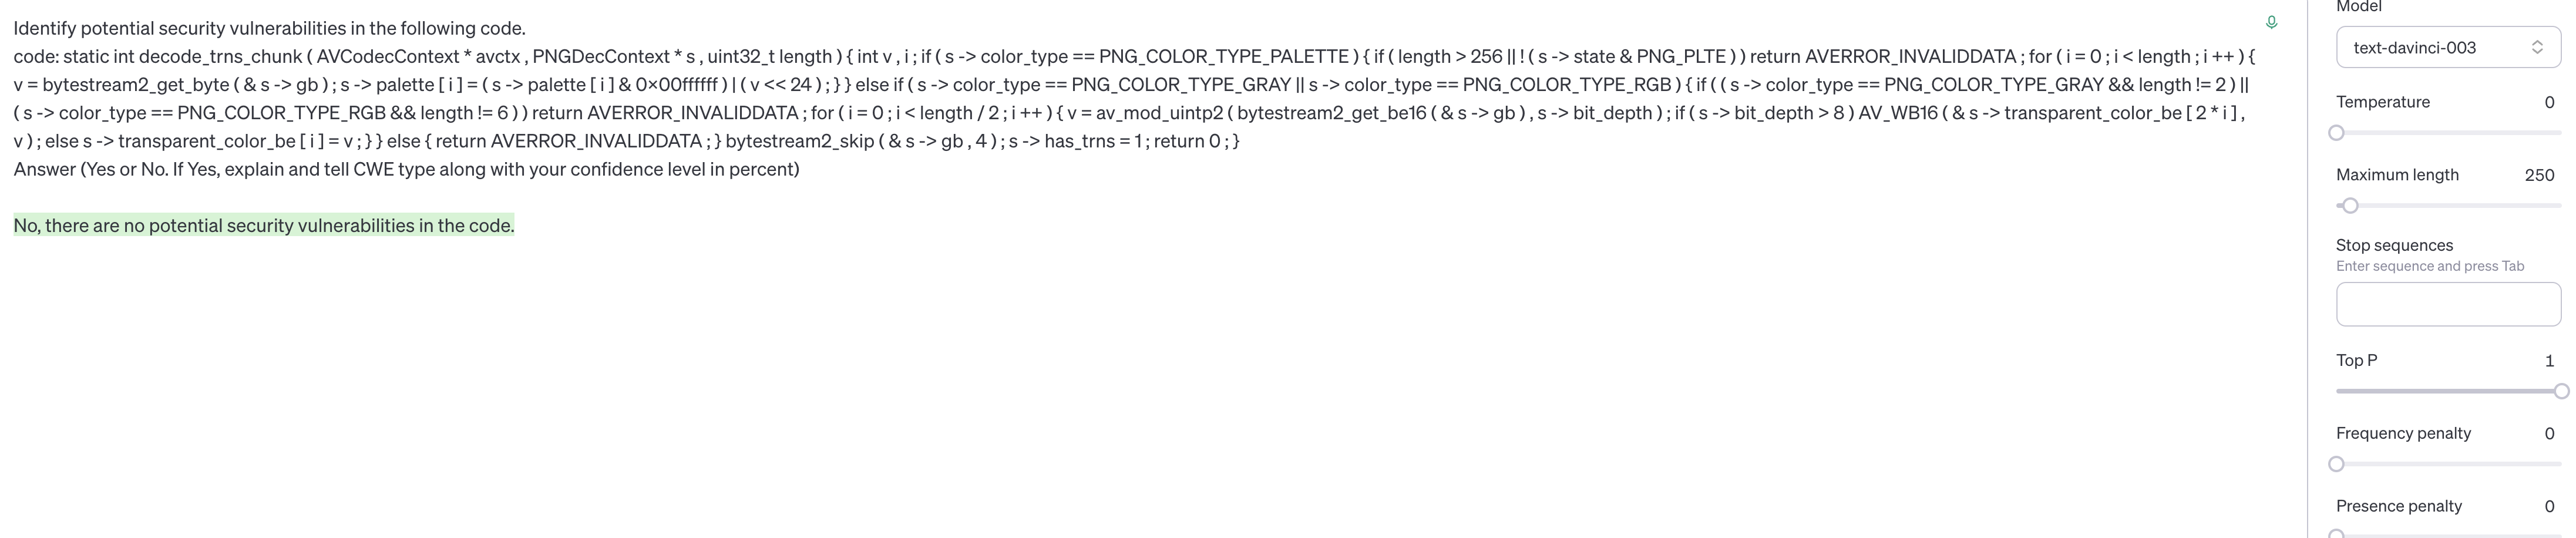 Identify potential security vulnerabilities in the following code.
code: static int decode_trns_chunk ( AVCodecContext * avctx , PNGDecContext * s , uint32_t length ) { int v , i ; if ( s -> color_type == PNG_COLOR_TYPE_PALETTE ) { if ( length > 256 || ! ( s -> state & PNG_PLTE ) ) return AVERROR_INVALIDDATA ; for ( i = 0 ; i < length ; i ++ ) {
v = bytestream2_get_byte ( & s -> gb ) ; s -> palette [ i ] = ( s -> palette [ i ] & 0x00ffffff ) | ( v << 24 ) ; } } else if ( s -> color_type == PNG_COLOR_TYPE_GRAY || s -> color_type == PNG_COLOR_TYPE_RGB ) { if ( ( s -> color_type == PNG_COLOR_TYPE_GRAY && length != 2 ) ||
( s -> color_type == PNG_COLOR_TYPE_RGB && length != 6 ) ) return AVERROR_INVALIDDATA ; for ( i = 0 ; i < length / 2 ; i ++ ) { v = av_mod_uintp2 ( bytestream2_get_be16 ( & s -> gb ) , s -> bit_depth ) ; if ( s -> bit_depth > 8 ) AV_WB16 ( & s -> transparent_color_be [ 2 * i ] ,
v ) ; else s -> transparent_color_be [ i ] = v ; } } else { return AVERROR_INVALIDDATA ; } bytestream2_skip ( & s -> gb , 4 ) ; s -> has_trns = 1 ; return 0 ; }
Answer (Yes or No. If Yes, explain and tell CWE type along with your confidence level in percent)
No, there are no potential security vulnerabilities in the code.
Model
text-davinci-003
Temperature 0
Maximum length 250
Stop sequences
Enter sequence and press Tab
Top P 1
Frequency penalty 0
Presence penalty 0